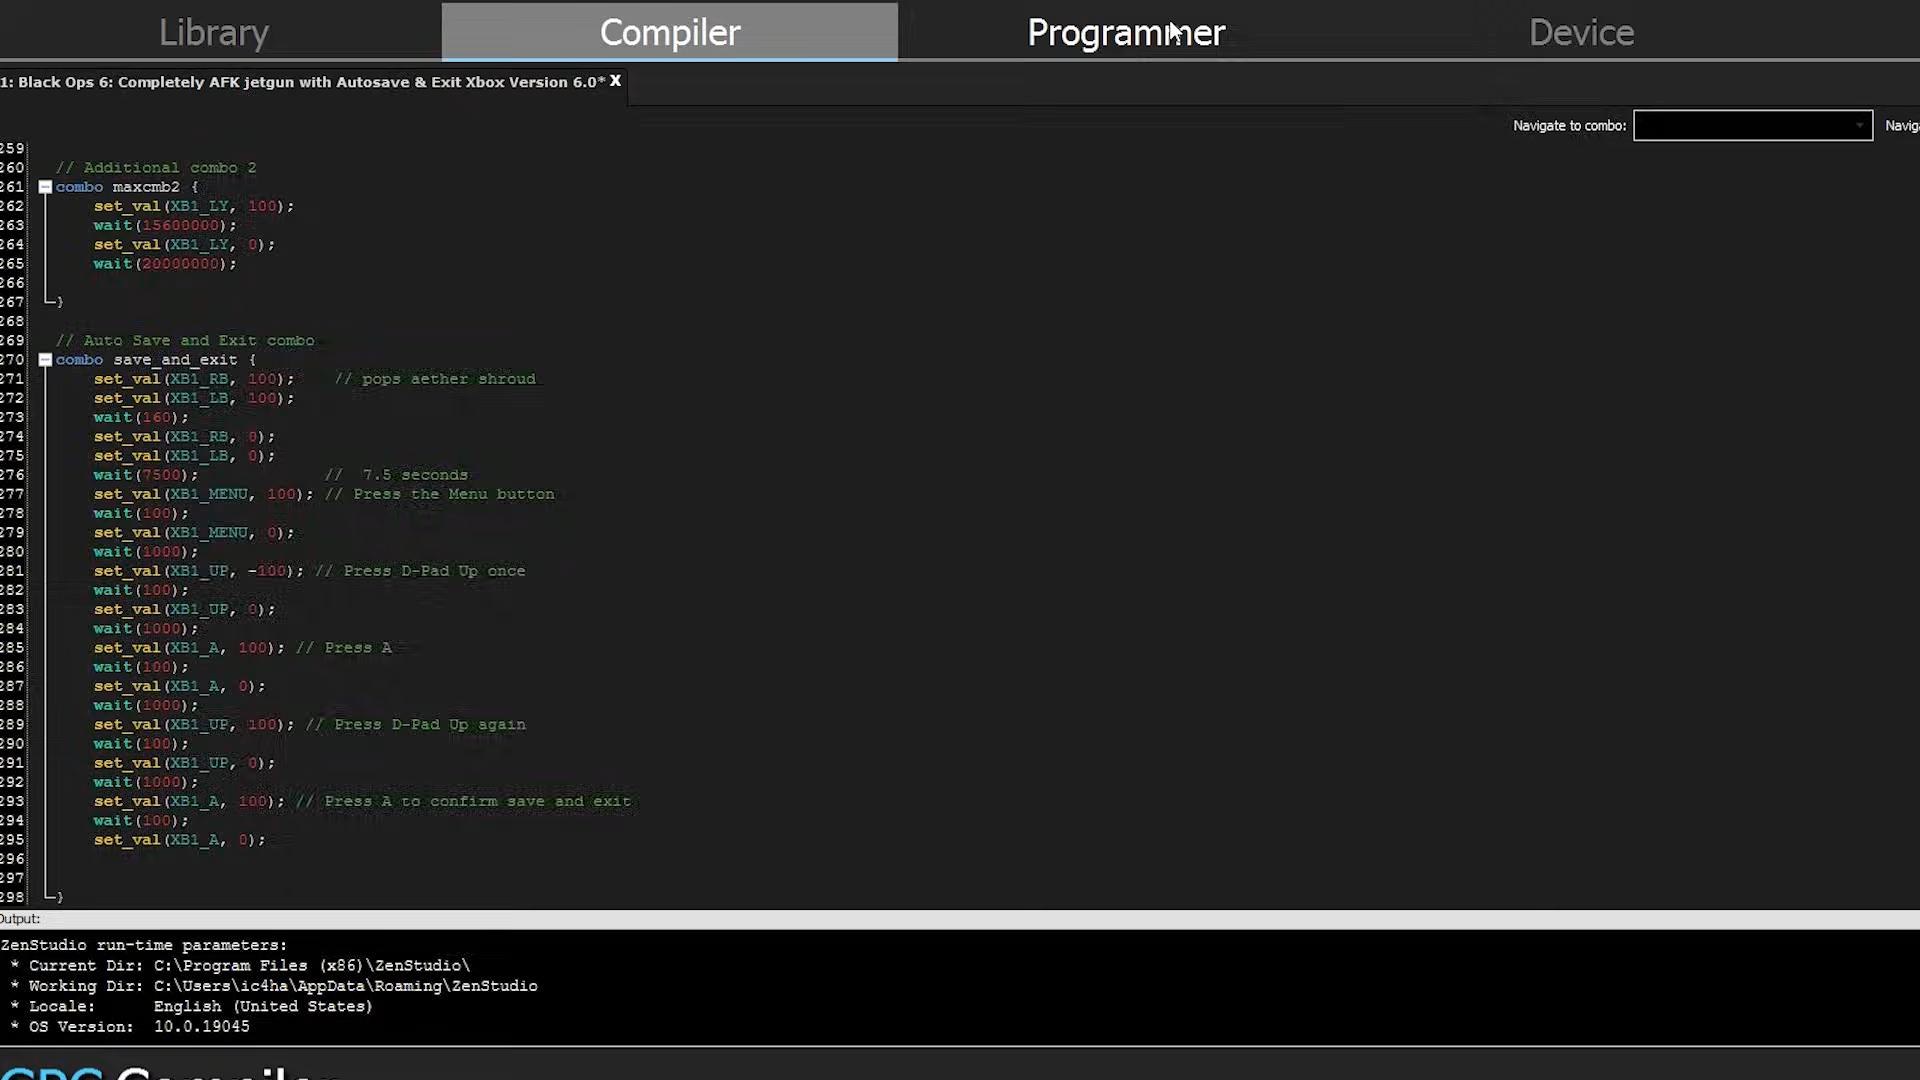 Library
Compiler
Programmer
Device
1: Black Ops 6: Completely AFK jetgun with Autosave & Exit Xbox Version 6.0* X
Navigate to combo:
259
260 // Additional combo 2
261 combo maxcmb2 {
262 set_val(XB1_LY, 100);
263 wait(15600000);
264 set_val(XB1_LY, 0);
265 wait(20000000);
266
267 }
268
269 // Auto Save and Exit combo
270 combo save_and_exit {
271 set_val(XB1_RB, 100); // pops aether shroud
272 set_val(XB1_LB, 100);
273 wait(160);
274 set_val(XB1_RB, 0);
275 set_val(XB1_LB, 0);
276 wait(7500); // 7.5 seconds
277 set_val(XB1_MENU, 100); // Press the Menu button
278 wait(100);
279 set_val(XB1_MENU, 0);
280 wait(1000);
281 set_val(XB1_UP, -100); // Press D-Pad Up once
282 wait(100);
283 set_val(XB1_UP, 0);
284 wait(1000);
285 set_val(XB1_A, 100); // Press A
286 wait(100);
287 set_val(XB1_A, 0);
288 wait(1000);
289 set_val(XB1_UP, 100); // Press D-Pad Up again
290 wait(100);
291 set_val(XB1_UP, 0);
292 wait(1000);
293 set_val(XB1_A, 100); // Press A to confirm save and exit
294 wait(100);
295 set_val(XB1_A, 0);
296
297
298 }
Output:
ZenStudio run-time parameters:
* Current Dir: C:\Program Files (x86)\ZenStudio\
* Working Dir: C:\Users\ic4ha\AppData\Roaming\ZenStudio
* Locale: English (United States)
* OS Version: 10.0.19045
GPC Compiler